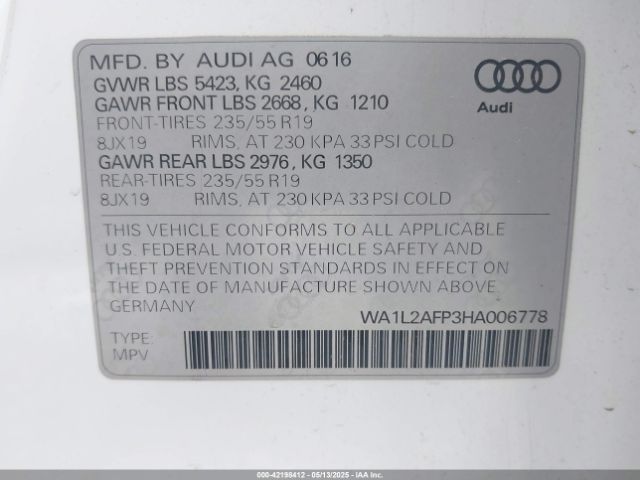 MFD. BY AUDI AG 06 16
GVWR LBS 5423, KG 2460
GAWR FRONT LBS 2668, KG 1210
FRONT-TIRES 235/55 R19
8JX19 RIMS, AT 230 KPA 33 PSI COLD
GAWR REAR LBS 2976, KG 1350
REAR-TIRES 235/55 R19
8JX19 RIMS, AT 230 KPA 33 PSI COLD
Audi
THIS VEHICLE CONFORMS TO ALL APPLICABLE
U.S. FEDERAL MOTOR VEHICLE SAFETY AND
THEFT PREVENTION STANDARDS IN EFFECT ON
THE DATE OF MANUFACTURE SHOWN ABOVE.
GERMANY WA1L2AFP3HA006778
TYPE:
MPV
000-42198412 - 05/13/2025 - IAA Inc.